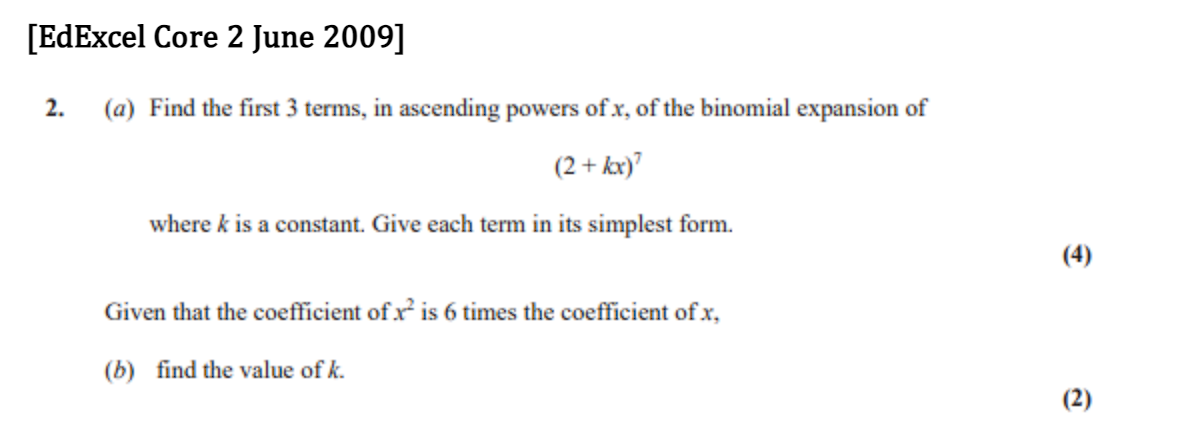 [EdExcel Core 2 June 2009]
2. (a) Find the first 3 terms, in ascending powers of x, of the binomial expansion of
(2 + kx)⁷
where k is a constant. Give each term in its simplest form.
(4)
Given that the coefficient of x² is 6 times the coefficient of x,
(b) find the value of k.
(2)